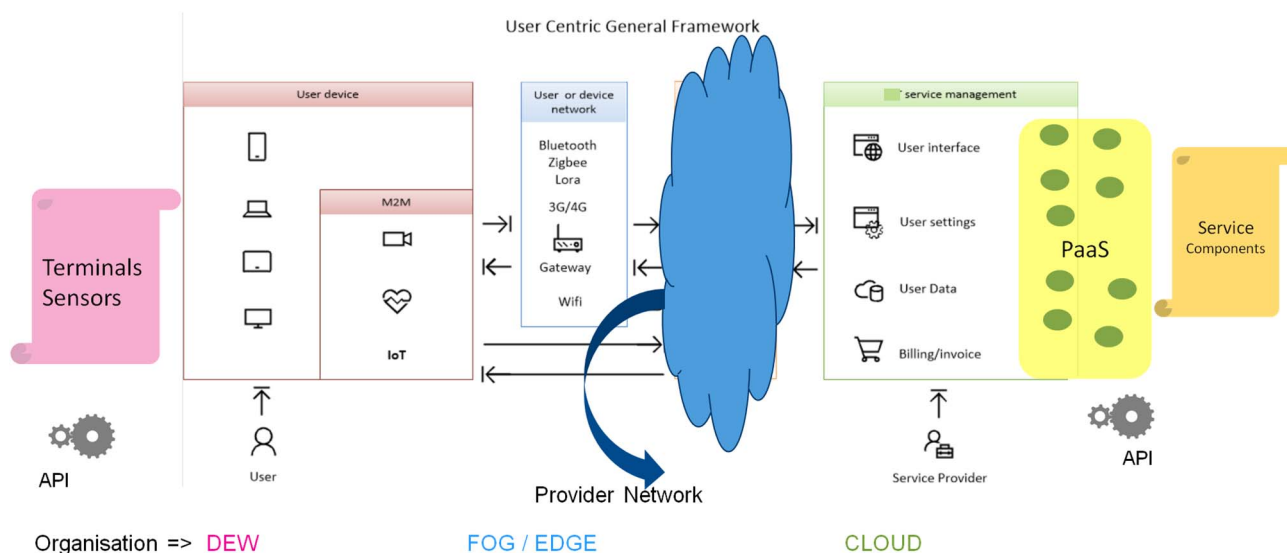 User Centric General Framework
User device
M2M
IoT
Terminals
Sensors
API
User
User or device
network
Bluetooth
Zigbee
Lora
3G/4G
Gateway
Wifi
Provider Network
service management
User interface
User settings
User Data
Billing/invoice
Service Provider
PaaS
Service
Components
API
Organisation => DEW FOG / EDGE CLOUD